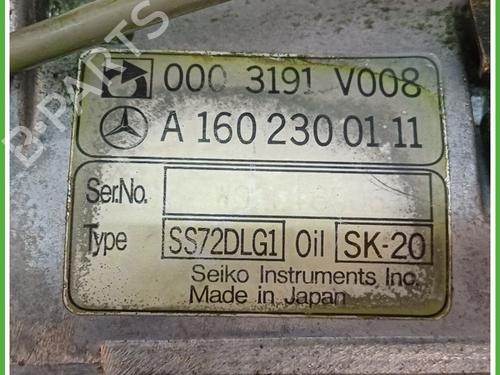 000 3191 V008
A 160 230 01 11
Ser.No.
Type SS72DLG1 Oil SK-20
Seiko Instruments Inc.
Made in Japan
B-PARTS